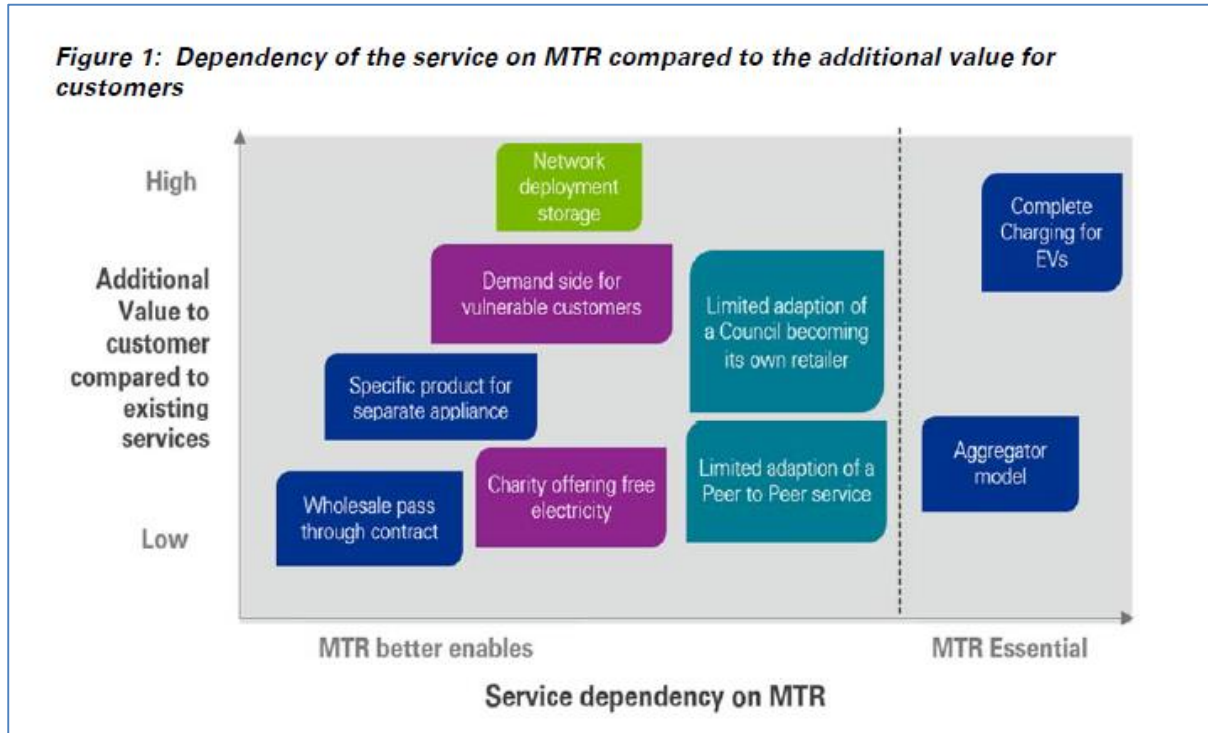 Figure 1: Dependency of the service on MTR compared to the additional value for
customers
High
Additional
Value to
customer
compared to
existing
services
Low
Network
deployment
storage
Complete
Charging for
EVs
Demand side for
vulnerable customers
Limited adaption of
a Council becoming
its own retailer
Specific product for
separate appliance
Aggregator
model
Limited adaption of a
Peer to Peer service
Charity offering free
electricity
Wholesale pass
through contract
MTR better enables
MTR Essential
Service dependency on MTR